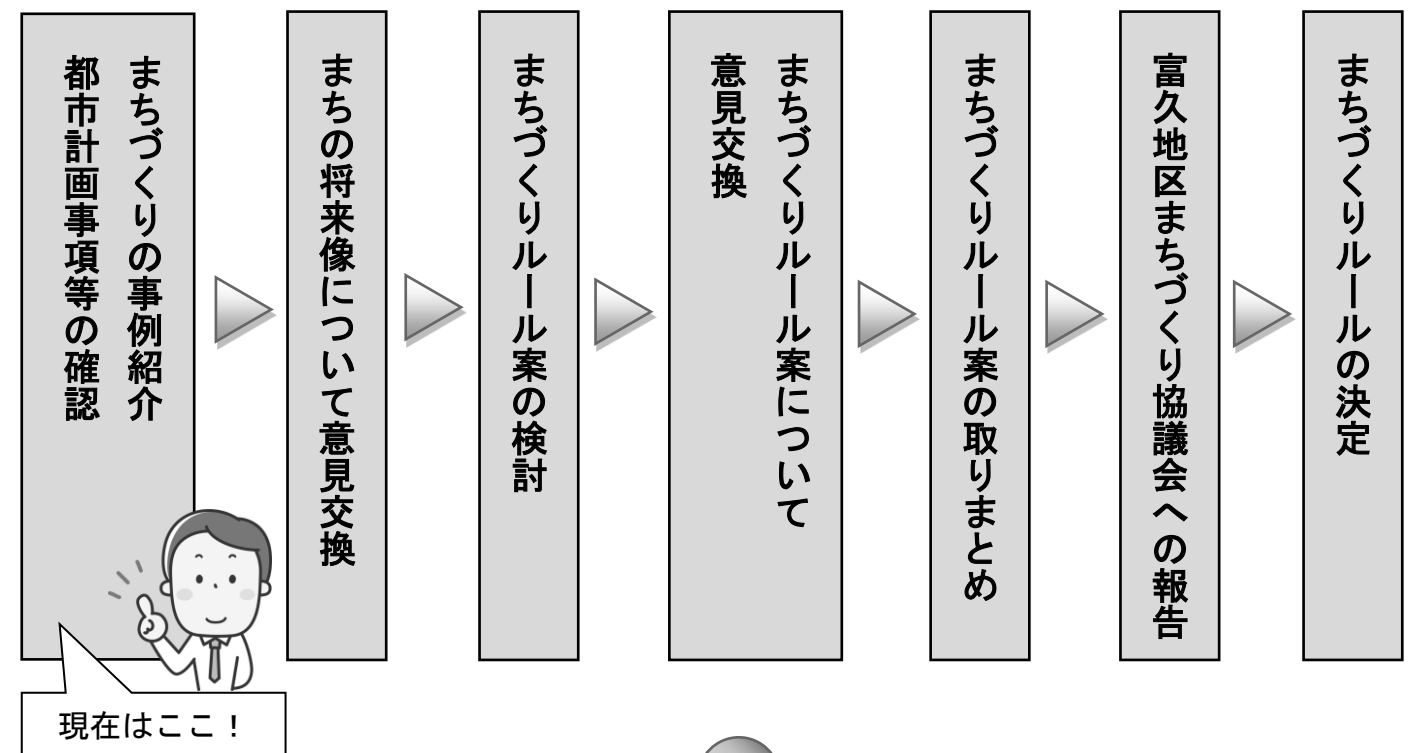 まちづくりの事例紹介
都市計画事項等の確認
まちの将来像について意見交換
まちづくりルール案の検討
まちづくりルール案について
意見交換
まちづくりルール案の取りまとめ
富久地区まちづくり協議会への報告
まちづくりルールの決定
現在はここ！